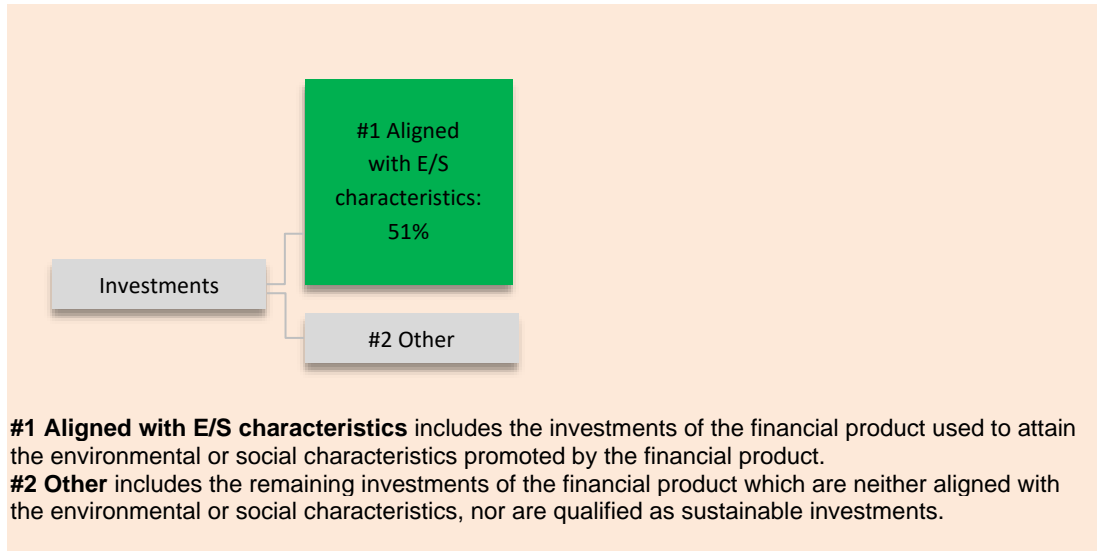 #1 Aligned
with E/S
characteristics:
51%
Investments
#2 Other
#1 Aligned with E/S characteristics includes the investments of the financial product used to attain
the environmental or social characteristics promoted by the financial product.
#2 Other includes the remaining investments of the financial product which are neither aligned with
the environmental or social characteristics, nor are qualified as sustainable investments.